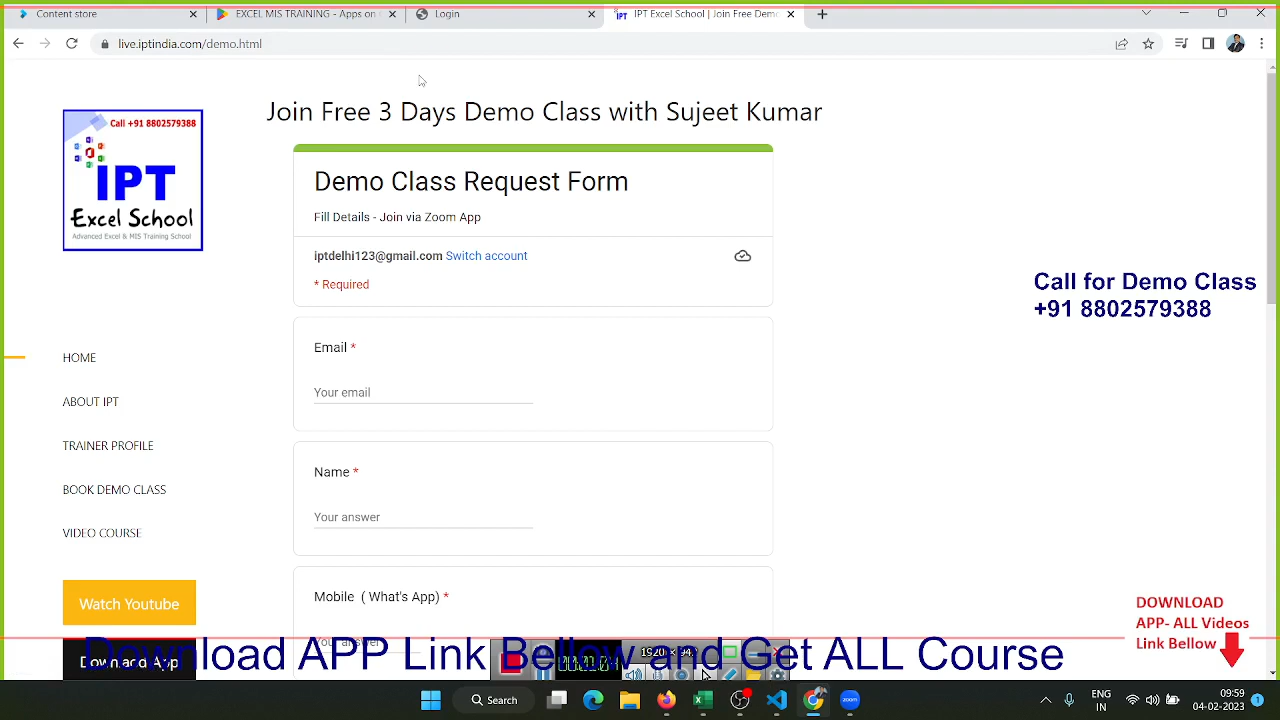 Content store
EXCEL MIS TRAINING - Apps on
Login
IPT Excel School | Join Free Demo
live.iptindia.com/demo.html
Join Free 3 Days Demo Class with Sujeet Kumar
Call +91 8802579388
IPT
Excel School
Advanced Excel & MIS Training School
Demo Class Request Form
Fill Details - Join via Zoom App
iptdelhi123@gmail.com Switch account
* Required
Call for Demo Class
+91 8802579388
Email *
Your email
HOME
ABOUT IPT
TRAINER PROFILE
BOOK DEMO CLASS
VIDEO COURSE
Name *
Your answer
Mobile ( What's App) *
Your answer
Watch Youtube
Download App
DOWNLOAD
APP- ALL Videos
Link Bellow
Download APP Link Bellow and Get ALL Course
Search
zoom
ENG
IN
09:59
04-02-2023
1